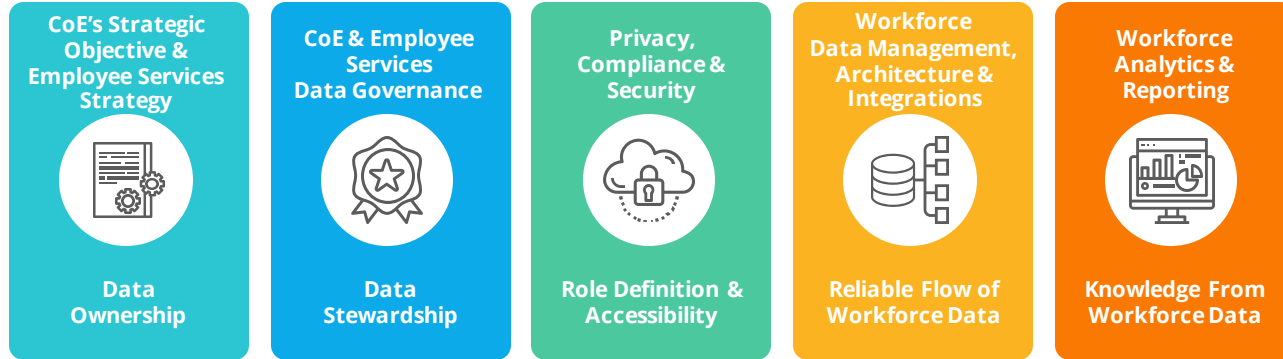 CoE's Strategic
Objective &
Employee Services
Strategy
Data
Ownership
CoE & Employee
Services
Data Governance
Data
Stewardship
Privacy,
Compliance &
Security
Role Definition &
Accessibility
Workforce
Data Management,
Architecture &
Integrations
Reliable Flow of
Workforce Data
Workforce
Analytics &
Reporting
Knowledge From
Workforce Data